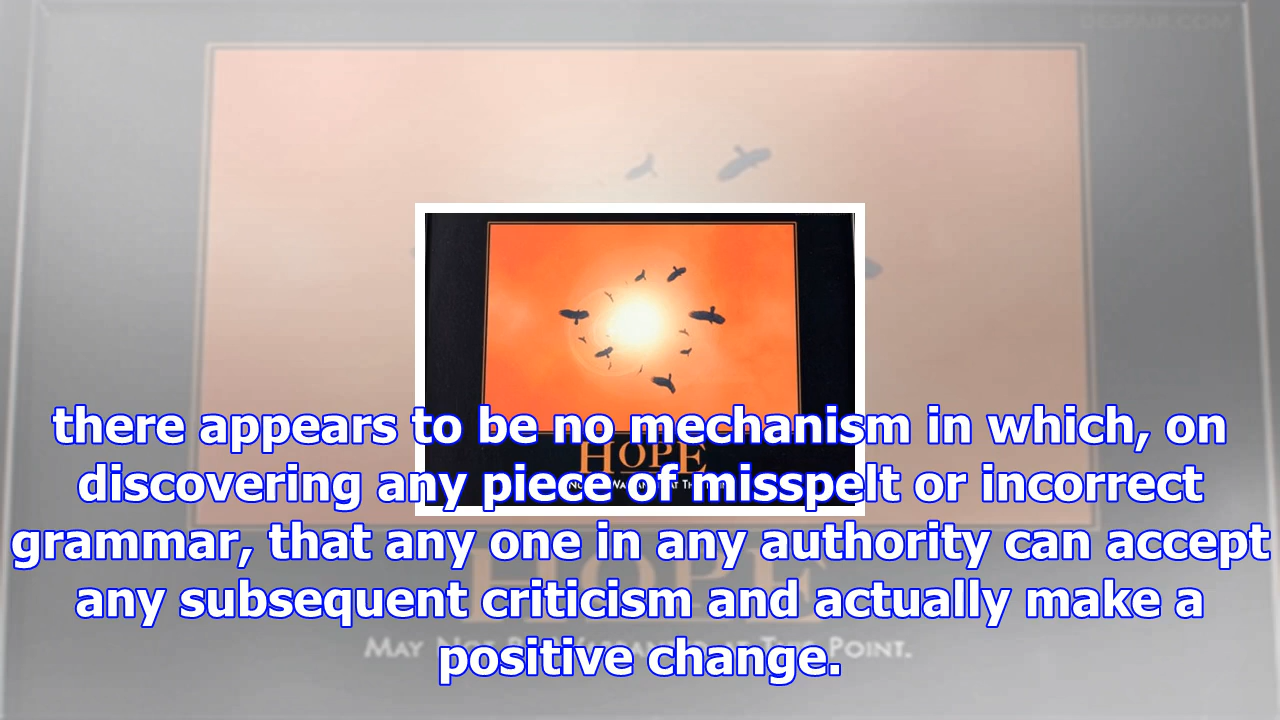 DESPAIR.COM
there appears to be no mechanism in which, on
discovering any piece of misspelt or incorrect
grammar, that any one in any authority can accept
any subsequent criticism and actually make a
positive change.
HOPE
HOPE
May Not Be Warranted at This Point.